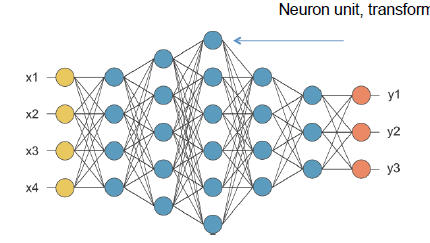 Neuron unit, transform
x1
y1
x2
y2
x3
y3
x4